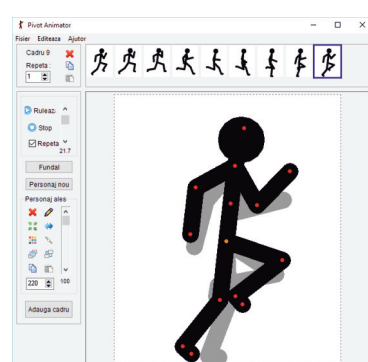 Pivot Animator
Fisier Editeaza Ajutor
Cadru 9
Repeta :
1
Ruleaz:
Stop
Repeta
21.7
Fundal
Personaj nou
Personaj ales
220
100
Adauga cadru